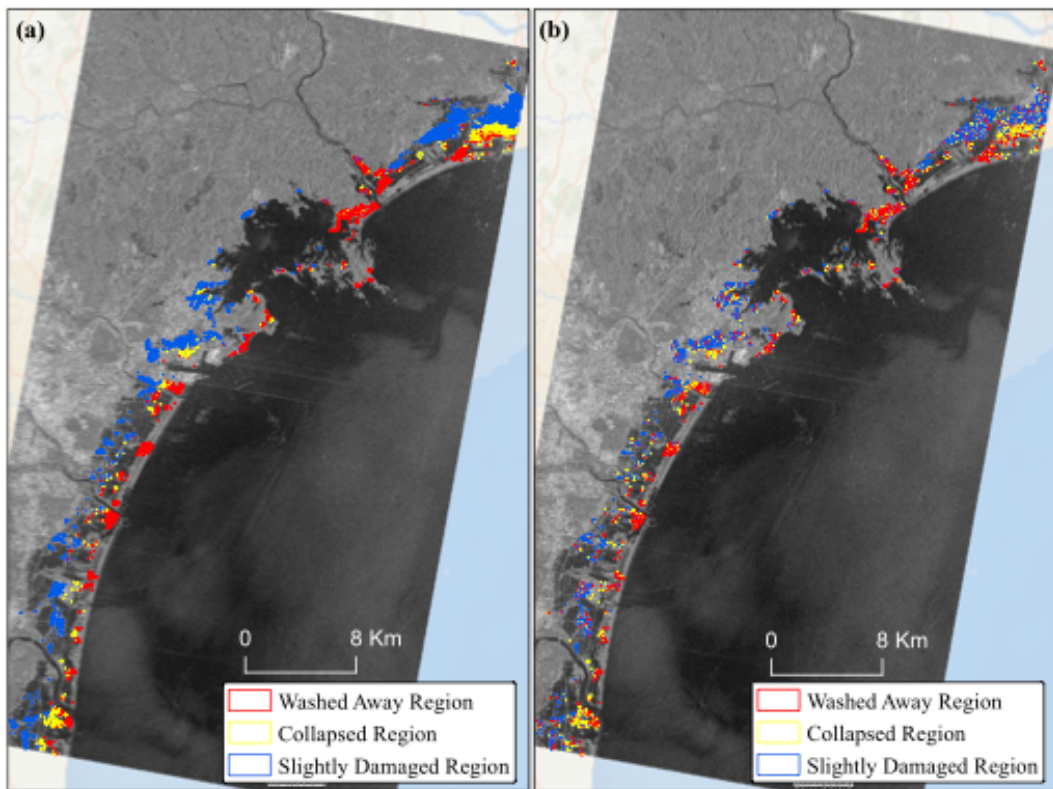 (a)
0 8 Km
Washed Away Region
Collapsed Region
Slightly Damaged Region
(b)
0 8 Km
Washed Away Region
Collapsed Region
Slightly Damaged Region